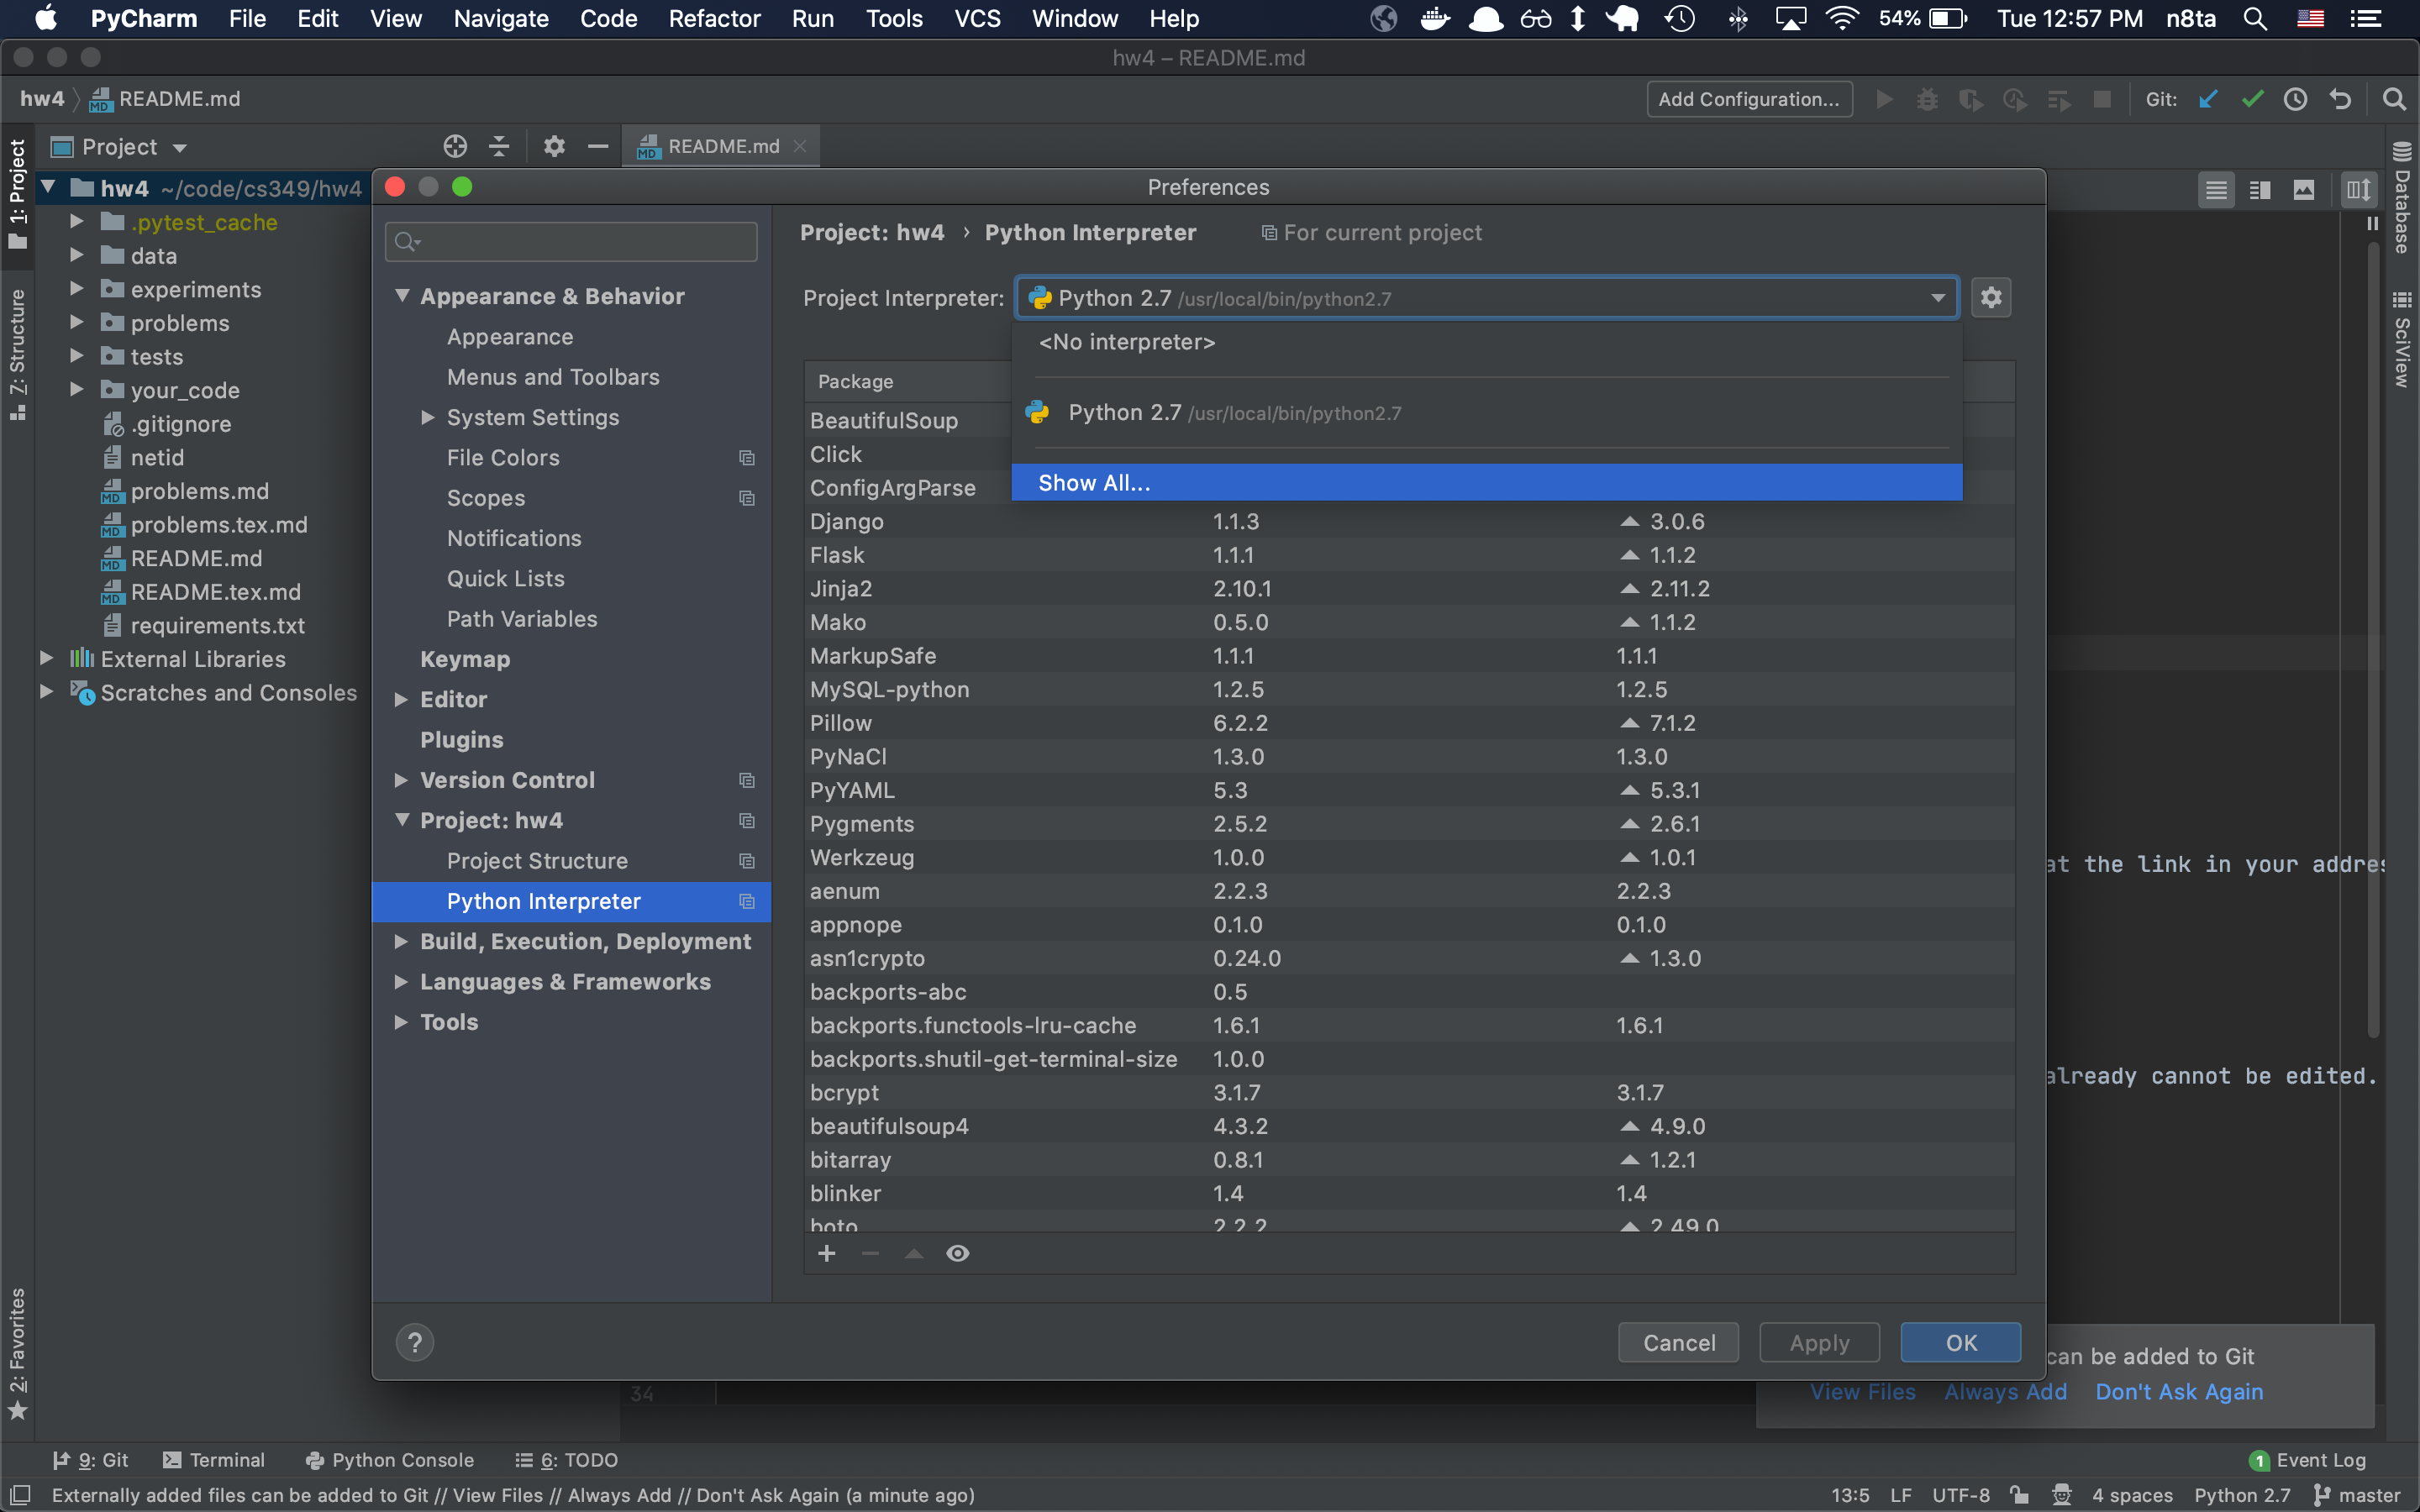 PyCharm File Edit View Navigate Code Refactor Run Tools VCS Window Help 54% Tue 12:57 PM n8ta
hw4 – README.md
hw4 README.md Add Configuration... Git:
Project README.md
1: Project
hw4 ~/code/cs349/hw4
.pytest_cache
data
experiments
problems
tests
your_code
.gitignore
netid
problems.md
problems.tex.md
README.md
README.tex.md
requirements.txt
External Libraries
Scratches and Consoles
Z: Structure
2: Favorites
Database
SciView
Preferences
Appearance & Behavior
Appearance
Menus and Toolbars
System Settings
File Colors
Scopes
Notifications
Quick Lists
Path Variables
Keymap
Editor
Plugins
Version Control
Project: hw4
Project Structure
Python Interpreter
Build, Execution, Deployment
Languages & Frameworks
Tools
Project: hw4 › Python Interpreter For current project
Project Interpreter: Python 2.7 /usr/local/bin/python2.7
<No interpreter>
Python 2.7 /usr/local/bin/python2.7
Show All...
Package
BeautifulSoup
Click
ConfigArgParse
Django 1.1.3 3.0.6
Flask 1.1.1 1.1.2
Jinja2 2.10.1 2.11.2
Mako 0.5.0 1.1.2
MarkupSafe 1.1.1 1.1.1
MySQL-python 1.2.5 1.2.5
Pillow 6.2.2 7.1.2
PyNaCl 1.3.0 1.3.0
PyYAML 5.3 5.3.1
Pygments 2.5.2 2.6.1
Werkzeug 1.0.0 1.0.1
aenum 2.2.3 2.2.3
appnope 0.1.0 0.1.0
asn1crypto 0.24.0 1.3.0
backports-abc 0.5
backports.functools-lru-cache 1.6.1 1.6.1
backports.shutil-get-terminal-size 1.0.0
bcrypt 3.1.7 3.1.7
beautifulsoup4 4.3.2 4.9.0
bitarray 0.8.1 1.2.1
blinker 1.4 1.4
boto 2.2.2 2.49.0
? Cancel Apply OK
at the link in your addres
already cannot be edited.
can be added to Git
View Files Always Add Don't Ask Again
34
9: Git Terminal Python Console 6: TODO 1 Event Log
Externally added files can be added to Git // View Files // Always Add // Don't Ask Again (a minute ago) 13:5 LF UTF-8 4 spaces Python 2.7 master